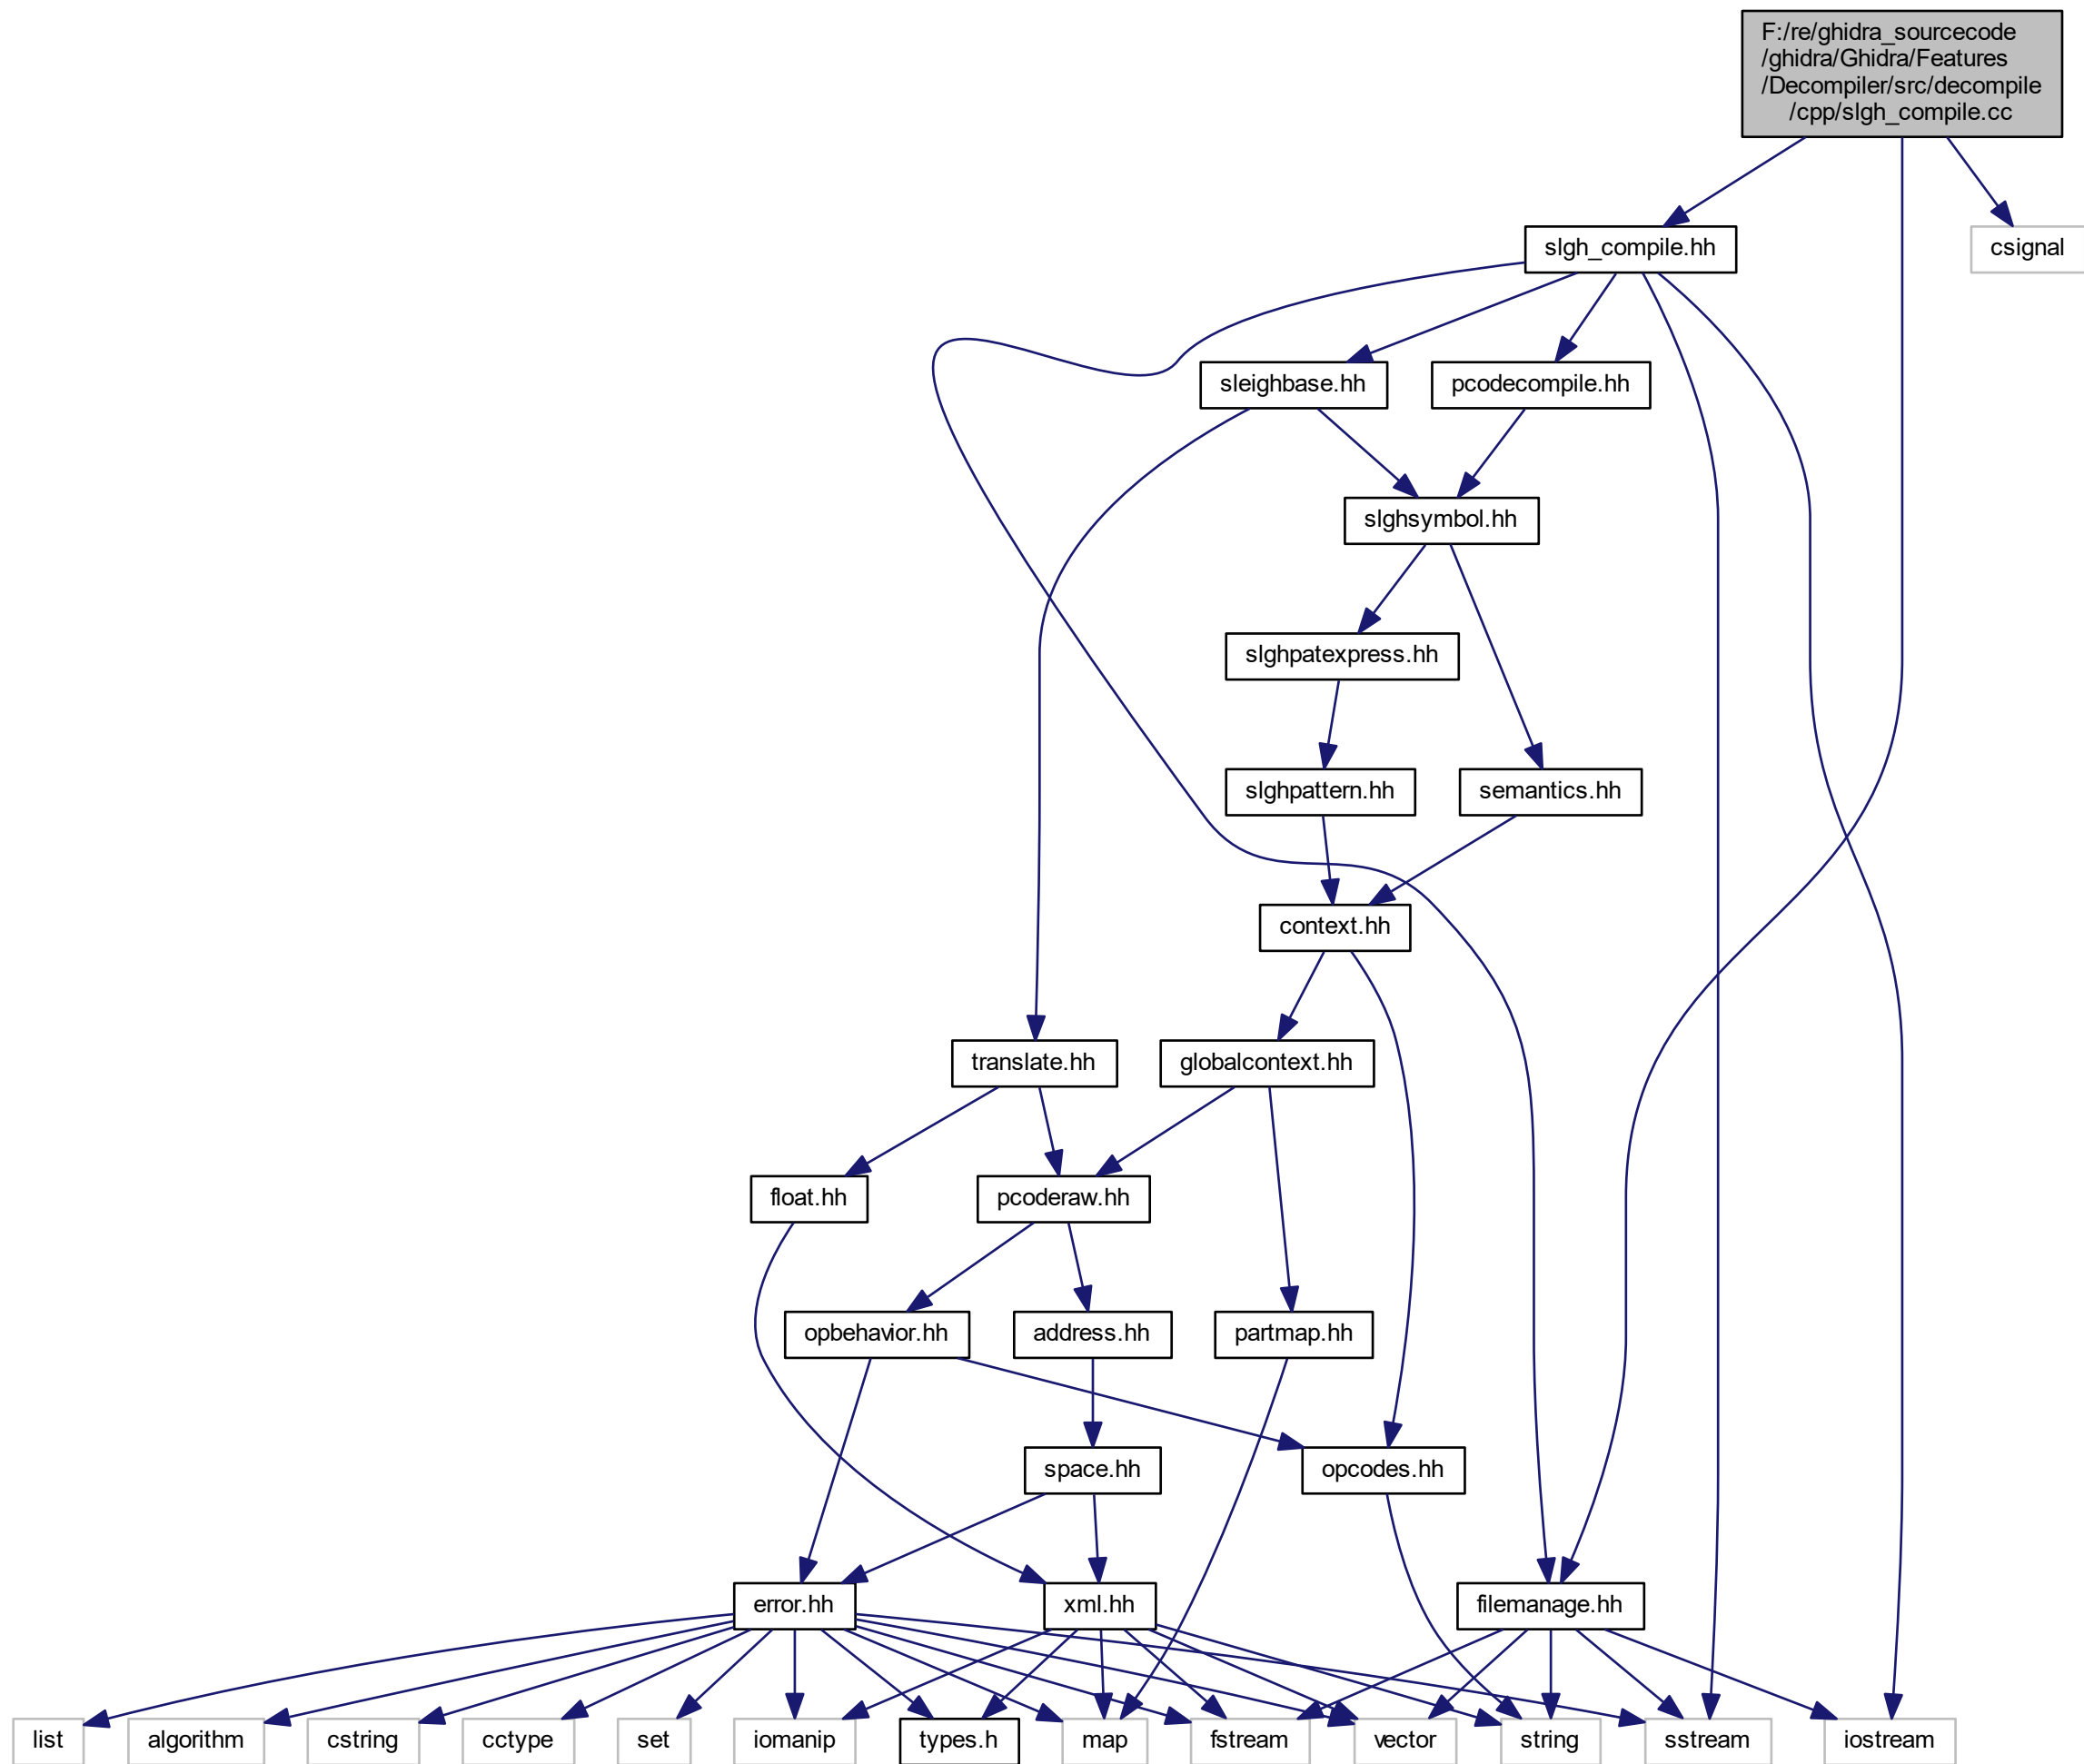 F:/re/ghidra_sourcecode
/ghidra/Ghidra/Features
/Decompiler/src/decompile
/cpp/slgh_compile.cc
slgh_compile.hh
csignal
sleighbase.hh
pcodecompile.hh
slghsymbol.hh
slghpatexpress.hh
slghpattern.hh
semantics.hh
context.hh
translate.hh
globalcontext.hh
float.hh
pcoderaw.hh
opbehavior.hh
address.hh
partmap.hh
space.hh
opcodes.hh
error.hh
xml.hh
filemanage.hh
list
algorithm
cstring
cctype
set
iomanip
types.h
map
fstream
vector
string
sstream
iostream